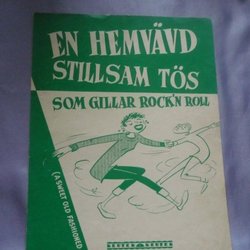 EN HEMVÄVD
STILLSAM TÖS
SOM GILLAR ROCK'N ROLL
(A SWEET OLD FASHIONED